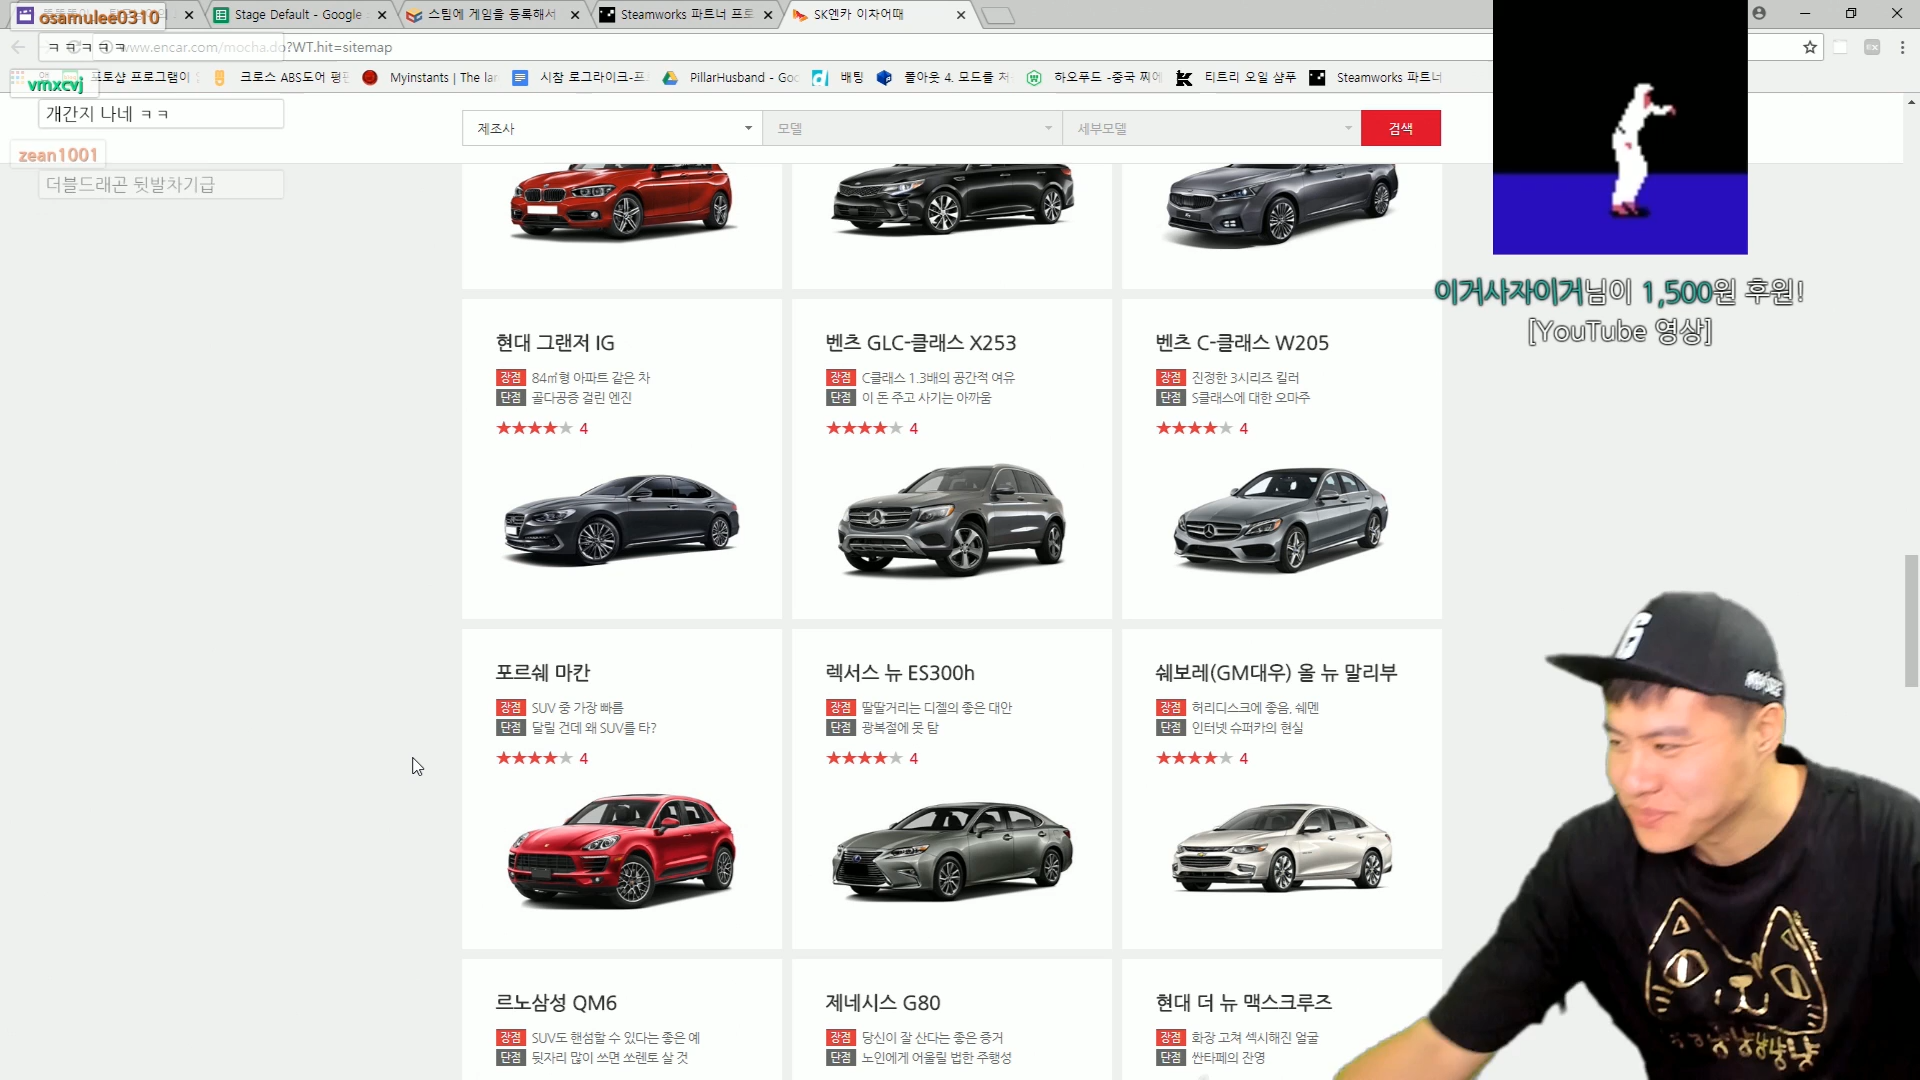 osamulee0310
Stage Default - Google
스팀에 게임을 등록해서
Steamworks 파트너 프로
SK엔카 이차어때
ㅋㅋㅋㅋㅋ
www.encar.com/mocha.do?WT.hit=sitemap
앱
포토샵 프로그램이
크로스 ABS도어 평판
Myinstants | The lar
시참 로그라이크-프
PillarHusband - Goo
배팅
폴아웃 4. 모드를 처
하오푸드 -중국 찌에
티트리 오일 샴푸
Steamworks 파트너
vmxcvj
개간지 나네 ㅋㅋ
zean1001
더블드래곤 뒷발차기급
제조사
모델
세부모델
검색
이거사자이거님이 1,500원 후원!
[YouTube 영상]
현대 그랜저 IG
장점 84㎡형 아파트 같은 차
단점 골다공증 걸린 엔진
4
벤츠 GLC-클래스 X253
장점 C클래스 1.3배의 공간적 여유
단점 이 돈 주고 사기는 아까움
4
벤츠 C-클래스 W205
장점 진정한 3시리즈 킬러
단점 S클래스에 대한 오마주
4
포르쉐 마칸
장점 SUV 중 가장 빠름
단점 달릴 건데 왜 SUV를 타?
4
렉서스 뉴 ES300h
장점 딸딸거리는 디젤의 좋은 대안
단점 광복절에 못 탐
4
쉐보레(GM대우) 올 뉴 말리부
장점 허리디스크에 좋음, 쉐멘
단점 인터넷 슈퍼카의 현실
4
르노삼성 QM6
장점 SUV도 핸섬할 수 있다는 좋은 예
단점 뒷자리 많이 쓰면 쏘렌토 살 것
제네시스 G80
장점 당신이 잘 산다는 좋은 증거
단점 노인에게 어울릴 법한 주행성
현대 더 뉴 맥스크루즈
장점 화장 고쳐 섹시해진 얼굴
단점 싼타페의 잔영